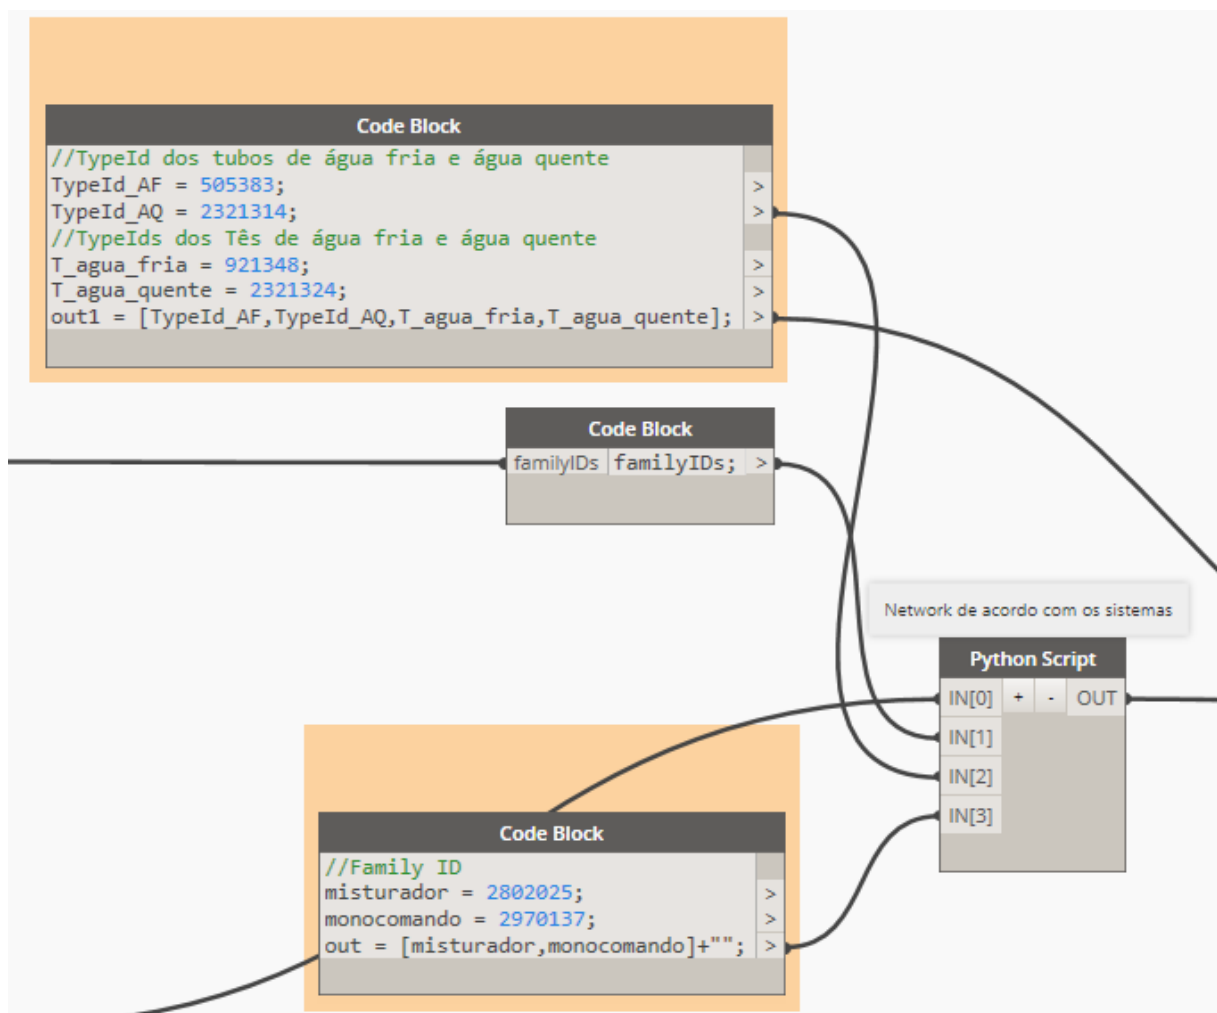 Code Block
//TypeId dos tubos de água fria e água quente
TypeId_AF = 505383;
>
TypeId_AQ = 2321314;
>
//TypeIds dos Tês de água fria e água quente
T_agua_fria = 921348;
>
T_agua_quente = 2321324;
>
out1 = [TypeId_AF,TypeId_AQ,T_agua_fria,T_agua_quente];
>
Code Block
familyIDs
familyIDs;
>
Network de acordo com os sistemas
Python Script
IN[0]
+
-
OUT
IN[1]
IN[2]
IN[3]
Code Block
//Family ID
misturador = 2802025;
>
monocomando = 2970137;
>
out = [misturador,monocomando]+"";
>